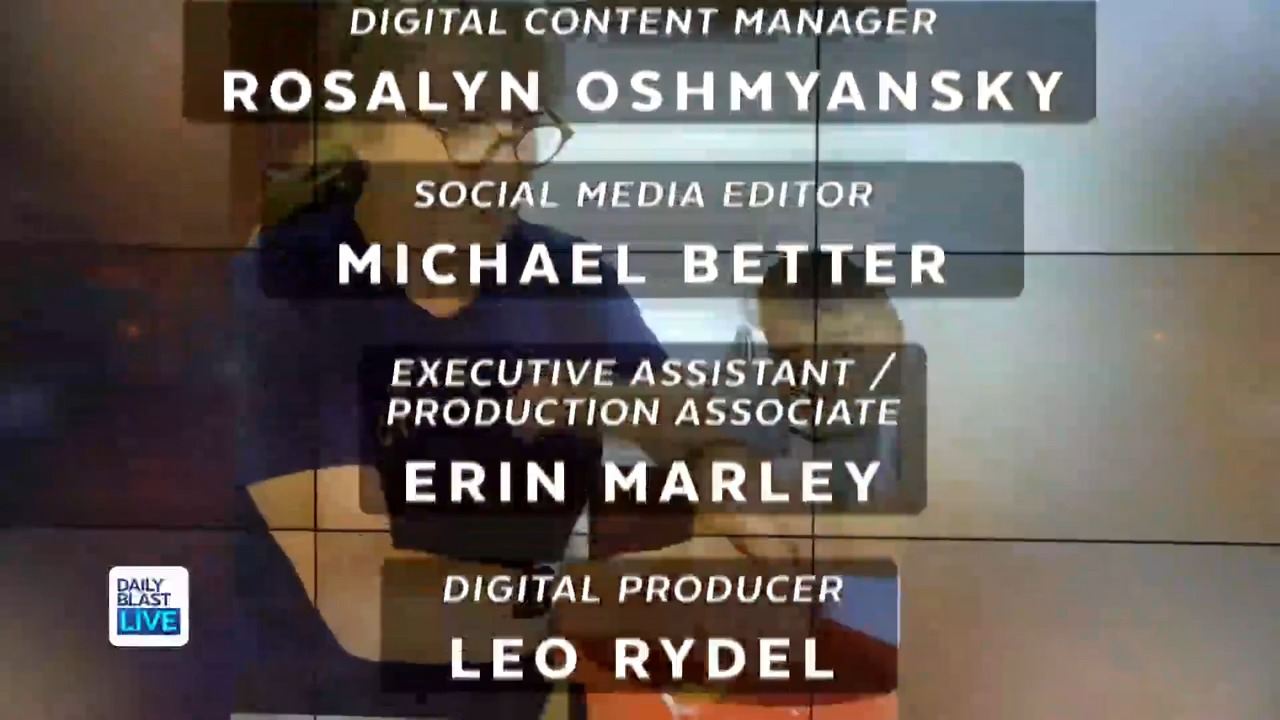 DIGITAL CONTENT MANAGER
ROSALYN OSHMYANSKY
SOCIAL MEDIA EDITOR
MICHAEL BETTER
EXECUTIVE ASSISTANT /
PRODUCTION ASSOCIATE
ERIN MARLEY
DIGITAL PRODUCER
LEO RYDEL
DAILY
BLAST
LIVE